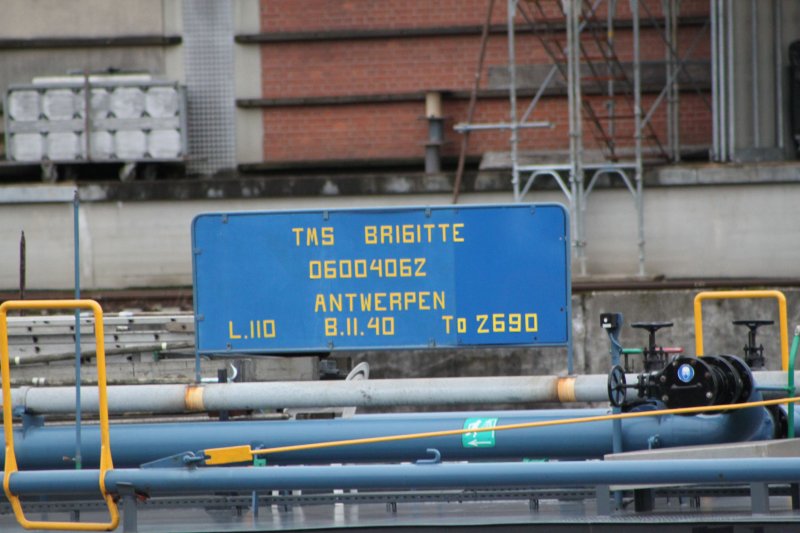 TMS BRIGITTE
06004062
ANTWERPEN
L.110 B.11.40 To 2690